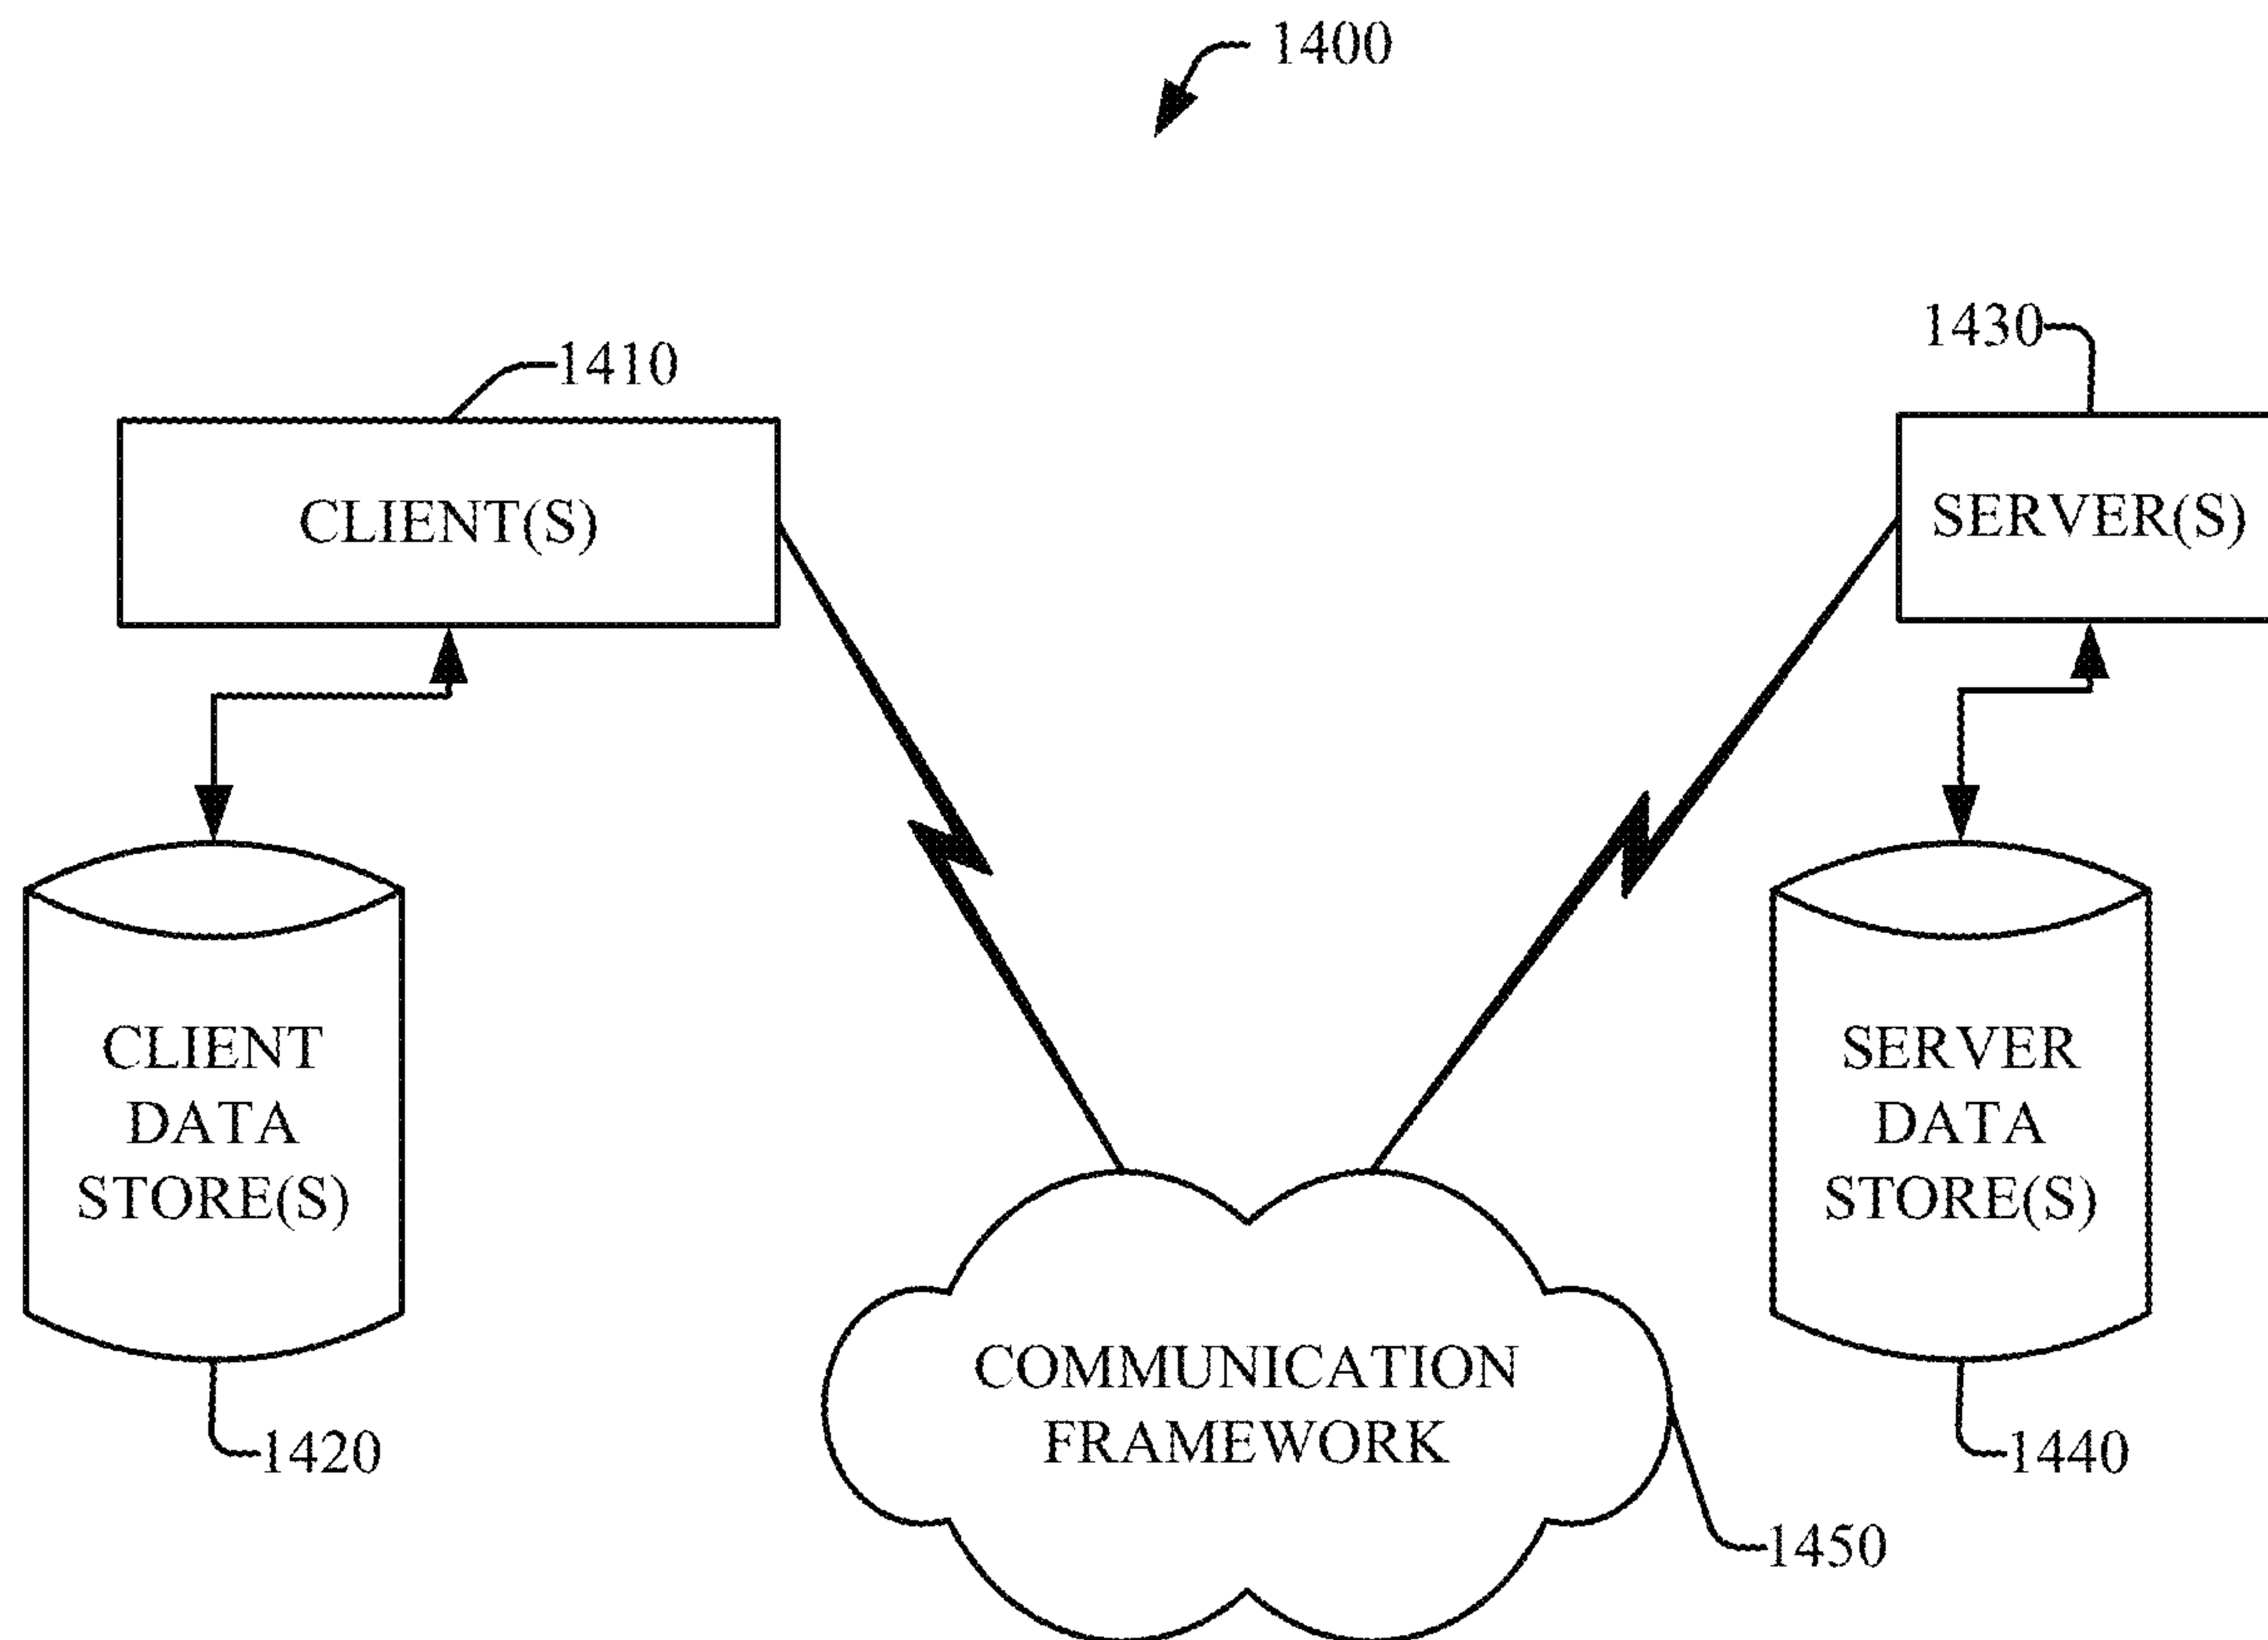 1400
1410
1430
CLIENT(S)
SERVER(S)
CLIENT
DATA
STORE(S)
SERVER
DATA
STORE(S)
COMMUNICATION
FRAMEWORK
1420
1440
1450